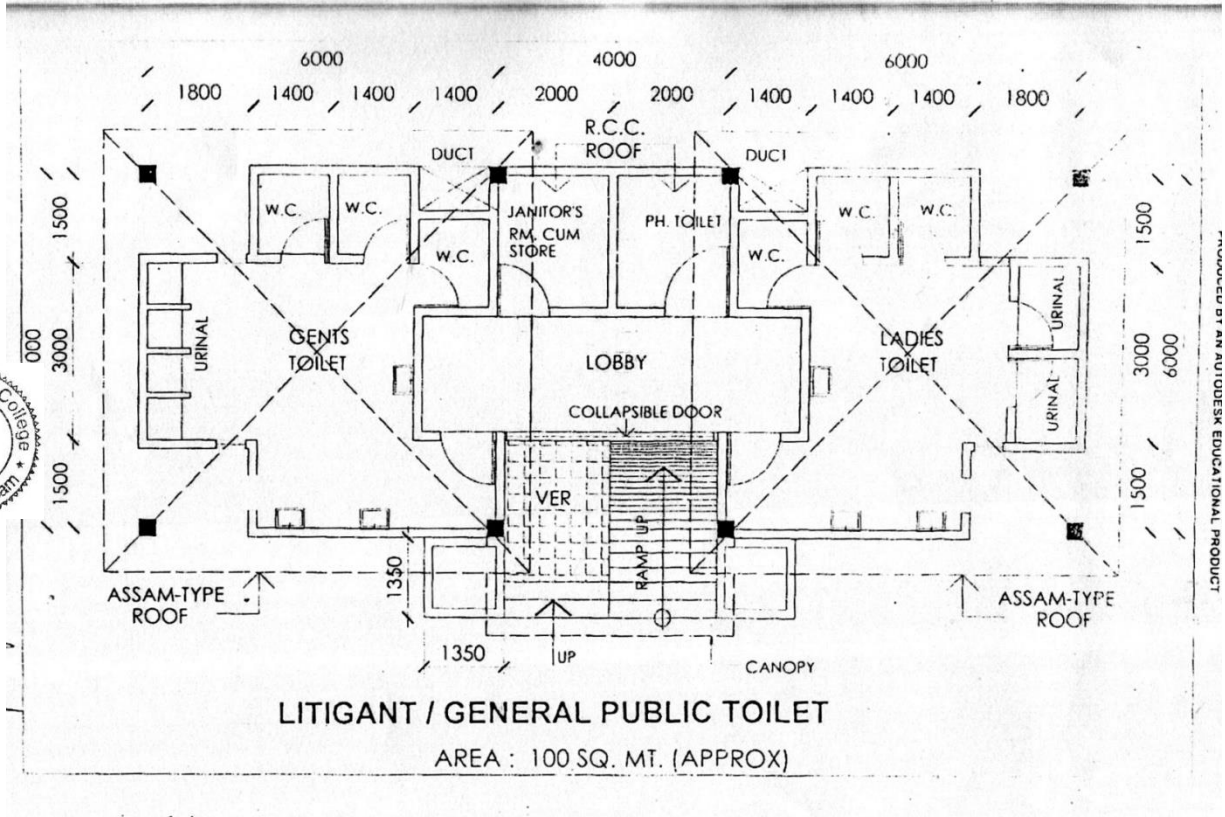 6000
4000
6000
1800
1400
1400
1400
2000
2000
1400
1400
1400
1800
R.C.C.
ROOF
DUCT
DUCT
1500
W.C.
W.C.
JANITOR'S
RM. CUM
STORE
PH. TOILET
W.C.
W.C.
1500
W.C.
W.C.
000
3000
URINAL
GENTS
TOILET
LOBBY
LADIES
TOILET
URINAL
URINAL
3000
6000
College
COLLAPSIBLE DOOR
1500
VER
RAMP UP
1500
1350
ASSAM-TYPE
ROOF
ASSAM-TYPE
ROOF
1350
UP
CANOPY
LITIGANT / GENERAL PUBLIC TOILET
AREA : 100 SQ. MT. (APPROX)
PRODUCED BY AN AUTODESK EDUCATIONAL PRODUCT